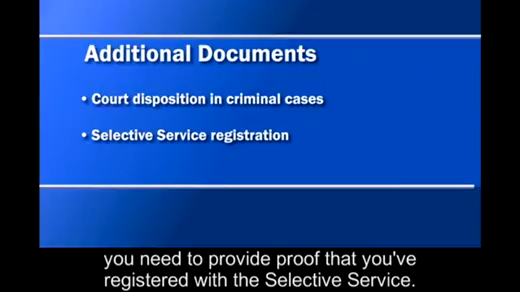 Additional Documents
• Court disposition in criminal cases
• Selective Service registration
you need to provide proof that you've
registered with the Selective Service.